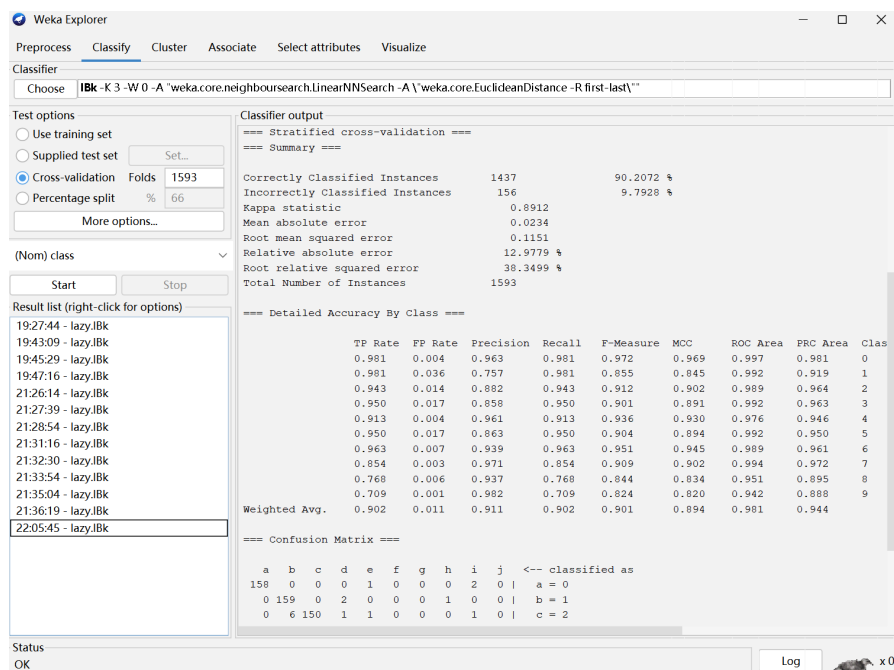 Weka Explorer
Preprocess Classify Cluster Associate Select attributes Visualize
Classifier
Choose IBk -K 3 -W 0 -A "weka.core.neighboursearch.LinearNNSearch -A \"weka.core.EuclideanDistance -R first-last\""
Test options
Use training set
Supplied test set Set...
Cross-validation Folds 1593
Percentage split % 66
More options...
(Nom) class
Start Stop
Result list (right-click for options)
19:27:44 - lazy.IBk
19:43:09 - lazy.IBk
19:45:29 - lazy.IBk
19:47:16 - lazy.IBk
21:26:14 - lazy.IBk
21:27:39 - lazy.IBk
21:28:54 - lazy.IBk
21:31:16 - lazy.IBk
21:32:30 - lazy.IBk
21:33:54 - lazy.IBk
21:35:04 - lazy.IBk
21:36:19 - lazy.IBk
22:05:45 - lazy.IBk
Classifier output
=== Stratified cross-validation ===
=== Summary ===
Correctly Classified Instances 1437 90.2072 %
Incorrectly Classified Instances 156 9.7928 %
Kappa statistic 0.8912
Mean absolute error 0.0234
Root mean squared error 0.1151
Relative absolute error 12.9779 %
Root relative squared error 38.3499 %
Total Number of Instances 1593
=== Detailed Accuracy By Class ===
TP Rate FP Rate Precision Recall F-Measure MCC ROC Area PRC Area Clas
0.981 0.004 0.963 0.981 0.972 0.969 0.997 0.981 0
0.981 0.036 0.757 0.981 0.855 0.845 0.992 0.919 1
0.943 0.014 0.882 0.943 0.912 0.902 0.989 0.964 2
0.950 0.017 0.858 0.950 0.901 0.891 0.992 0.963 3
0.913 0.004 0.961 0.913 0.936 0.930 0.976 0.946 4
0.950 0.017 0.863 0.950 0.904 0.894 0.992 0.950 5
0.963 0.007 0.939 0.963 0.951 0.945 0.989 0.961 6
0.854 0.003 0.971 0.854 0.909 0.902 0.994 0.972 7
0.768 0.006 0.937 0.768 0.844 0.834 0.951 0.895 8
0.709 0.001 0.982 0.709 0.824 0.820 0.942 0.888 9
Weighted Avg. 0.902 0.011 0.911 0.902 0.901 0.894 0.981 0.944
=== Confusion Matrix ===
a b c d e f g h i j <-- classified as
158 0 0 0 1 0 0 0 2 0 | a = 0
0 159 0 2 0 0 0 1 0 0 | b = 1
0 6 150 1 1 0 0 0 1 0 | c = 2
Status
OK
Log
x 0